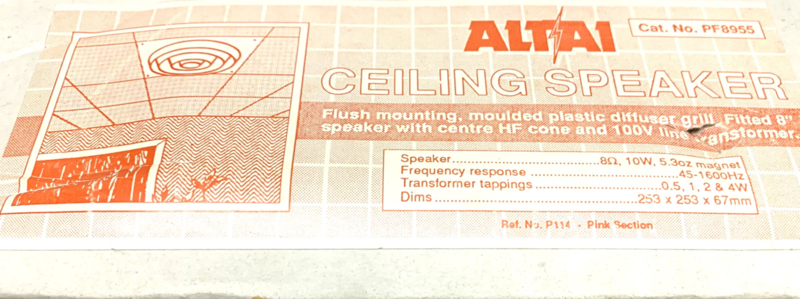 ALTAI
Cat. No. PF8955
CEILING SPEAKER
Flush mounting, moulded plastic diffuser grill. Fitted 8"
speaker with centre HF cone and 100V line transformer.
Speaker..............................8Ω, 10W, 5.3oz magnet
Frequency response ..............................45-1600Hz
Transformer tappings ..........................0.5, 1, 2 & 4W
Dims ..............................................253 x 253 x 67mm
Ref. No. P114 - Pink Section